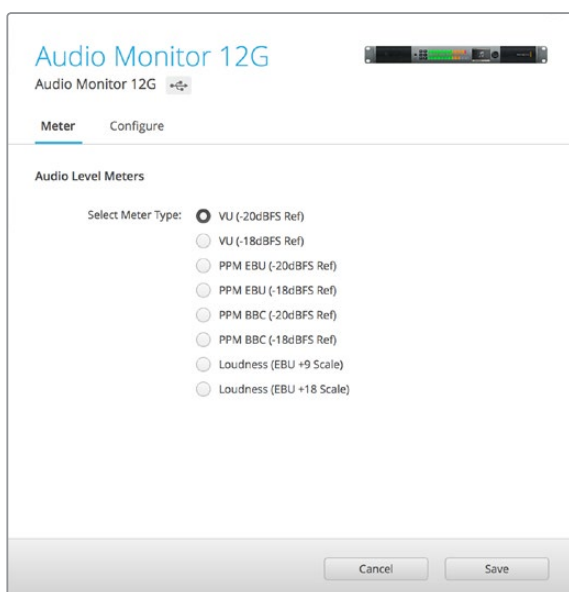 Audio Monitor 12G
Audio Monitor 12G
Meter Configure
Audio Level Meters
Select Meter Type: VU (-20dBFS Ref)
VU (-18dBFS Ref)
PPM EBU (-20dBFS Ref)
PPM EBU (-18dBFS Ref)
PPM BBC (-20dBFS Ref)
PPM BBC (-18dBFS Ref)
Loudness (EBU +9 Scale)
Loudness (EBU +18 Scale)
Cancel Save